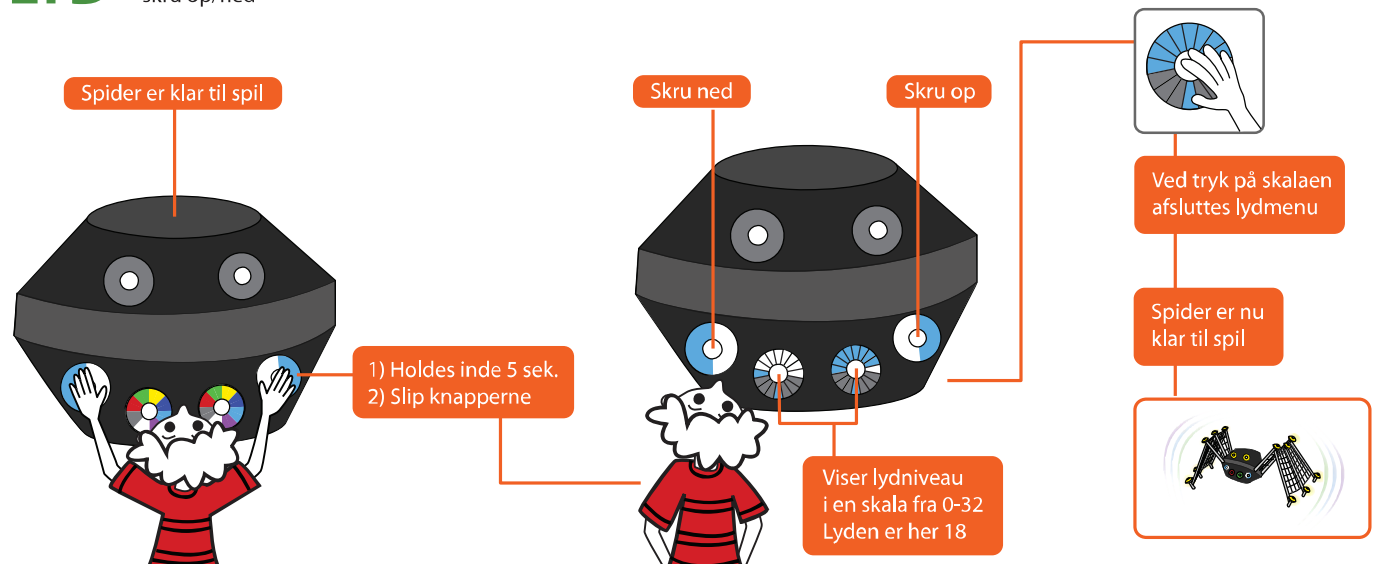 LYD
skru op/ned
Spider er klar til spil
1) Holdes inde 5 sek.
2) Slip knapperne
Skru ned
Skru op
Viser lydniveau
i en skala fra 0-32
Lyden er her 18
Ved tryk på skalaen
afsluttes lydmenu
Spider er nu
klar til spil